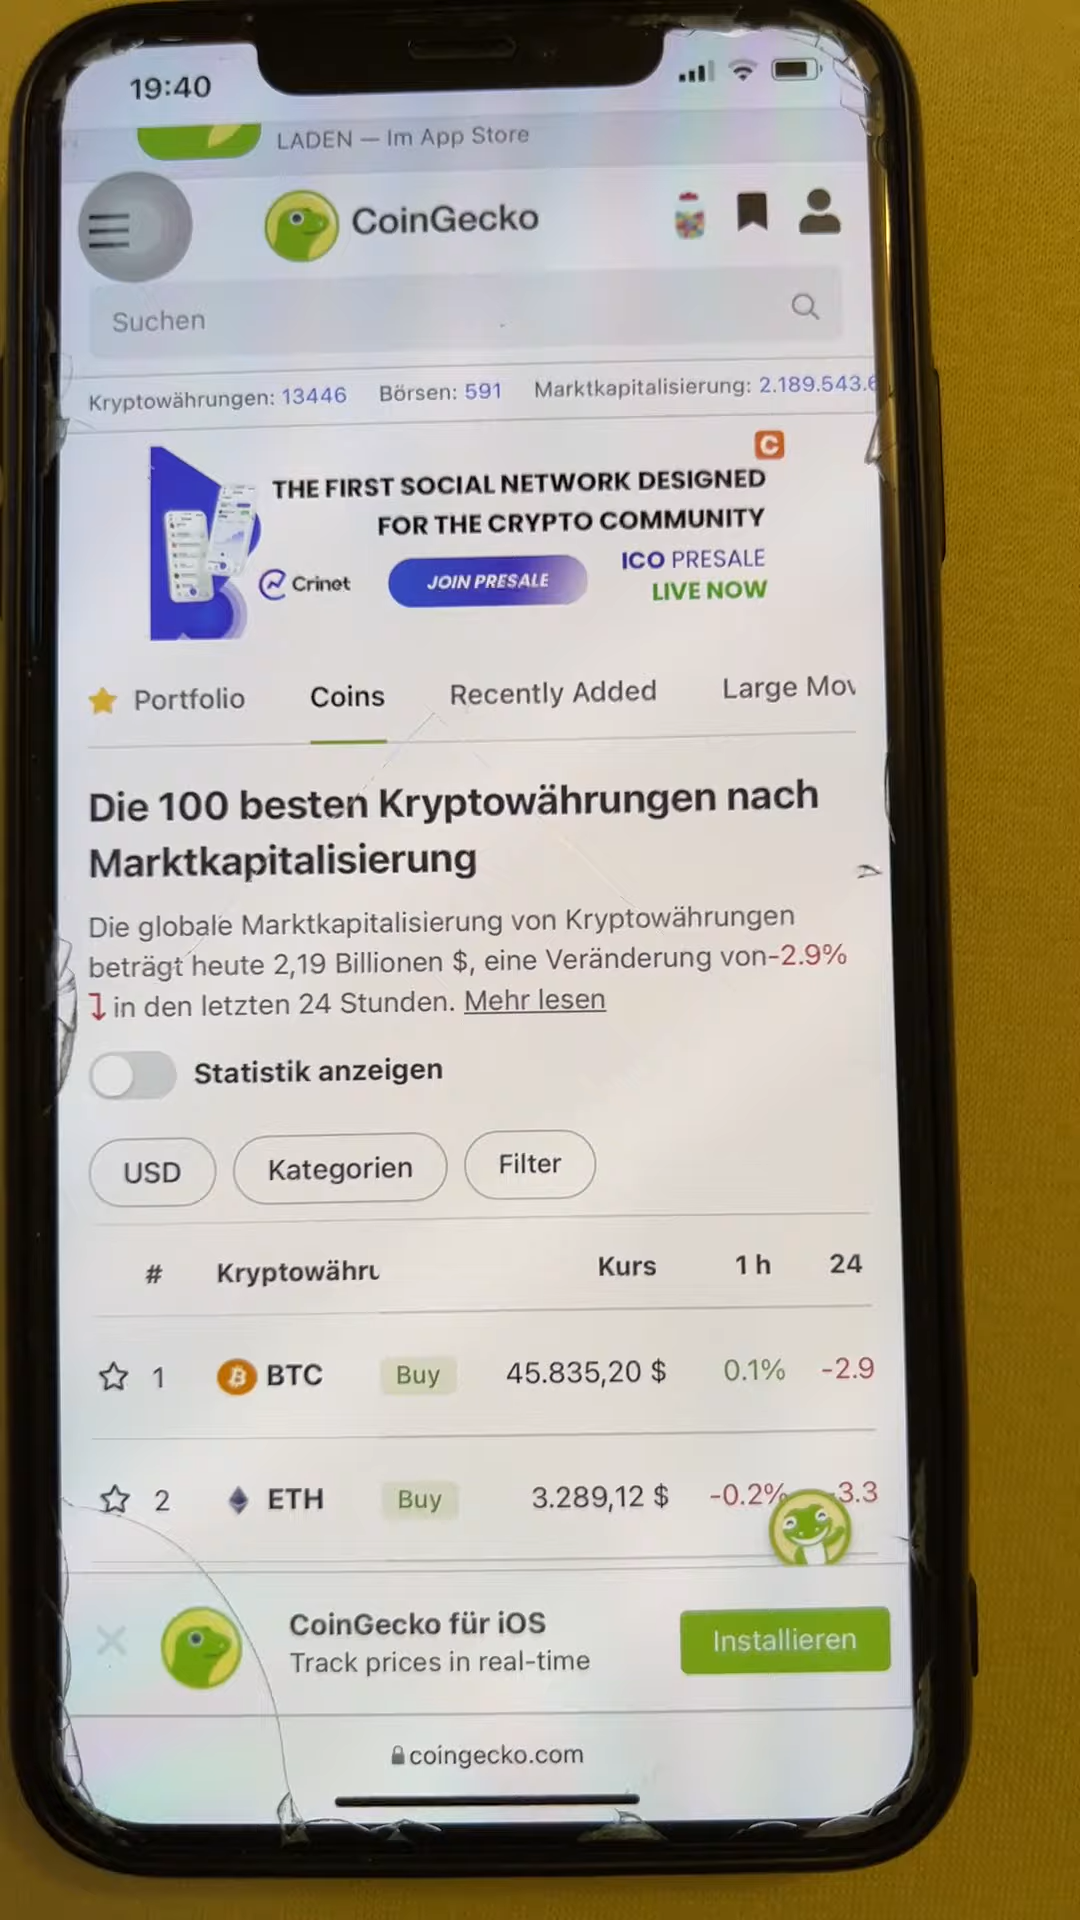 19:40
LADEN — Im App Store
CoinGecko
Suchen
Kryptowährungen: 13446 Börsen: 591 Marktkapitalisierung: 2.189.543.6
C
THE FIRST SOCIAL NETWORK DESIGNED
FOR THE CRYPTO COMMUNITY
Crinet
JOIN PRESALE
ICO PRESALE
LIVE NOW
Portfolio Coins Recently Added Large Mov
Die 100 besten Kryptowährungen nach
Marktkapitalisierung
Die globale Marktkapitalisierung von Kryptowährungen
beträgt heute 2,19 Billionen $, eine Veränderung von-2.9%
in den letzten 24 Stunden. Mehr lesen
Statistik anzeigen
USD Kategorien Filter
# Kryptowähru Kurs 1 h 24
1 BTC Buy 45.835,20 $ 0.1% -2.9
2 ETH Buy 3.289,12 $ -0.2% -3.3
CoinGecko für iOS
Track prices in real-time
Installieren
coingecko.com